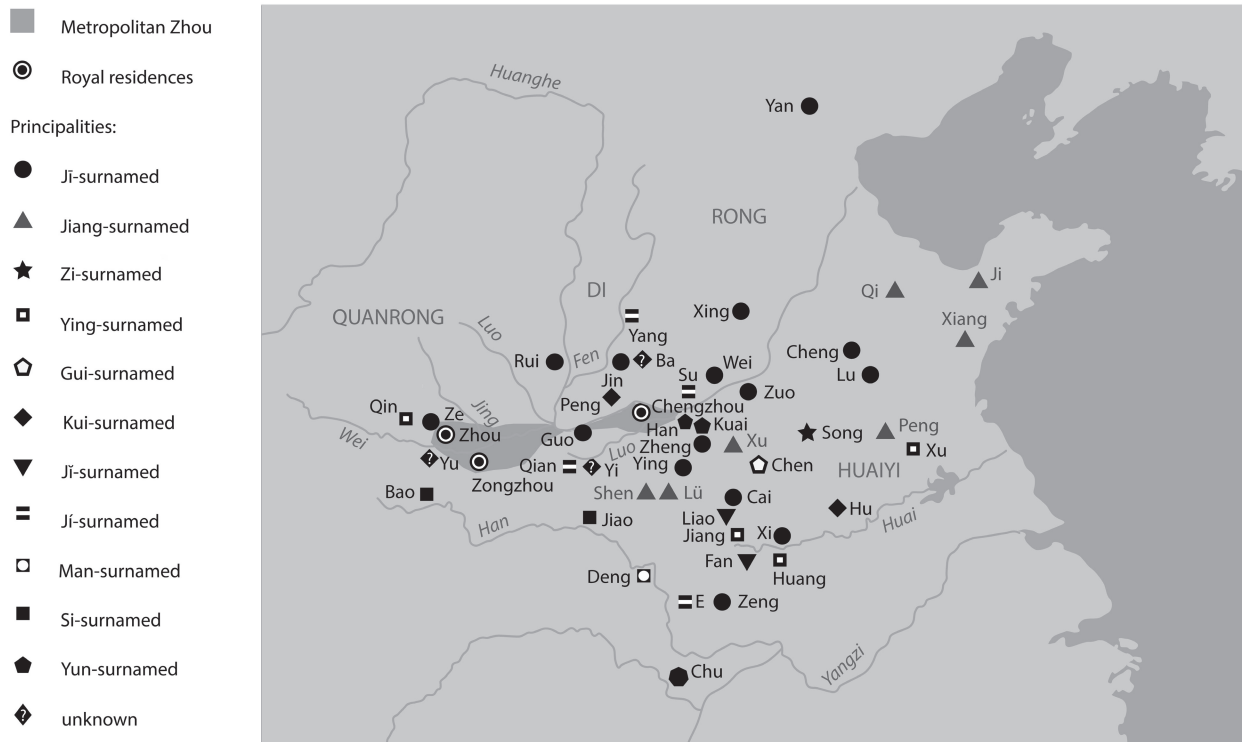 Metropolitan Zhou
Royal residences
Principalities:
Jī-surnamed
Jiang-surnamed
Zi-surnamed
Ying-surnamed
Gui-surnamed
Kui-surnamed
Jĭ-surnamed
Jí-surnamed
Man-surnamed
Si-surnamed
Yun-surnamed
? unknown
Huanghe
Yan
RONG
Ji
DI
Qi
QUANRONG
Xing
Xiang
Luo
Yang
Rui
Fen
? Ba
Wei
Cheng
Jin
Su
Lu
Peng
Zuo
Qin
Ze
Jing
Chengzhou
Wei
Zhou
Guo
Han
Kuai
Song
Peng
Luo
Zheng
Xu
Xu
? Yu
Qian
? Yi
Ying
Chen
HUAIYI
Zongzhou
Bao
Shen
Lü
Cai
Hu
Han
Jiao
Liao
Huai
Jiang
Xi
Fan
Huang
Deng
E
Zeng
Yangzi
Chu